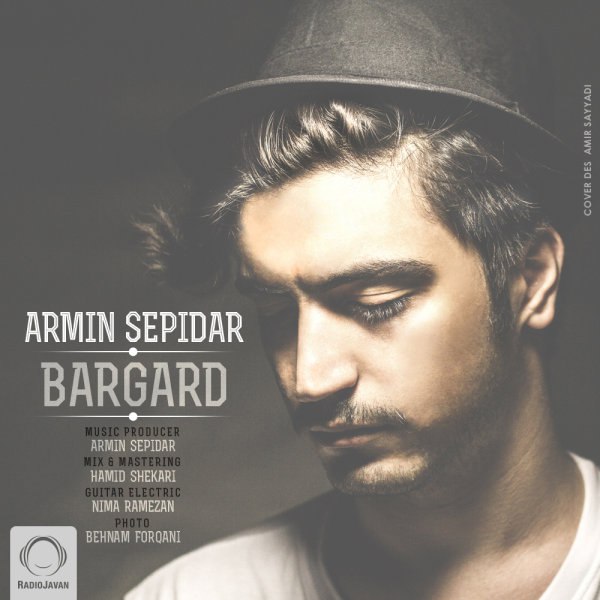 ARMIN SEPIDAR
BARGARD
MUSIC PRODUCER
ARMIN SEPIDAR
MIX & MASTERING
HAMID SHEKARI
GUITAR ELECTRIC
NIMA RAMEZAN
PHOTO
BEHNAM FORQANI
RADIOJAVAN
COVER DES AMIR SAYYADI